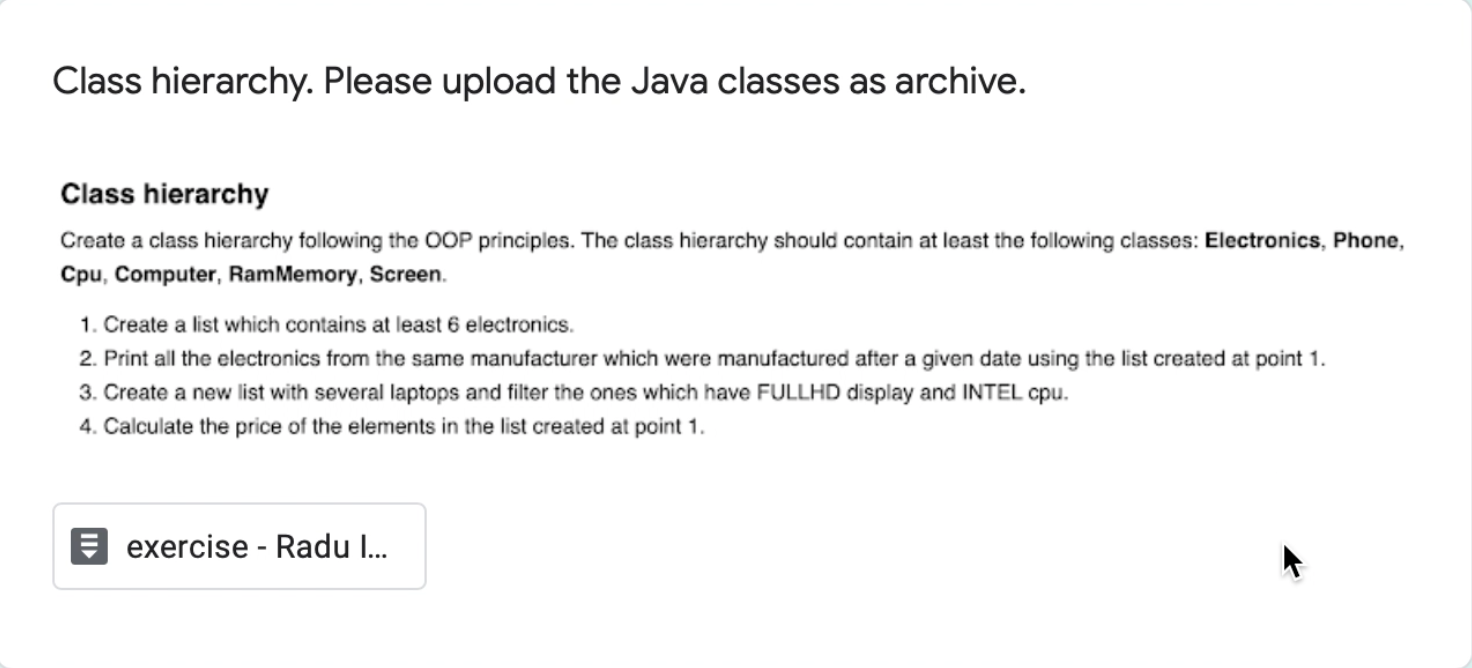 Class hierarchy. Please upload the Java classes as archive.
Class hierarchy
Create a class hierarchy following the OOP principles. The class hierarchy should contain at least the following classes: Electronics, Phone,
Cpu, Computer, RamMemory, Screen.
1. Create a list which contains at least 6 electronics.
2. Print all the electronics from the same manufacturer which were manufactured after a given date using the list created at point 1.
3. Create a new list with several laptops and filter the ones which have FULLHD display and INTEL cpu.
4. Calculate the price of the elements in the list created at point 1.
exercise - Radu I...